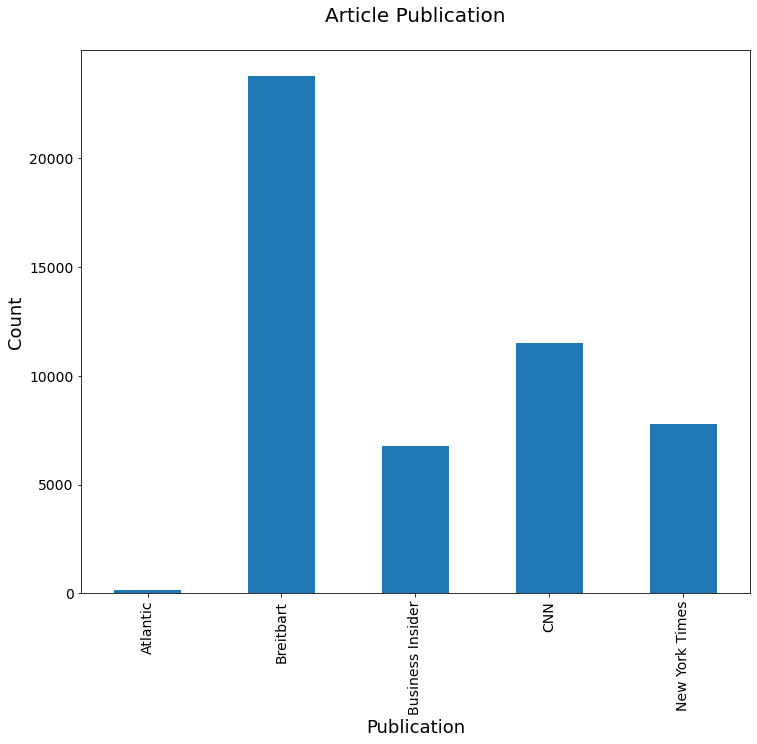 Article Publication
20000
15000
10000
5000
0
Count
Atlantic
Breitbart
Business Insider
CNN
New York Times
Publication